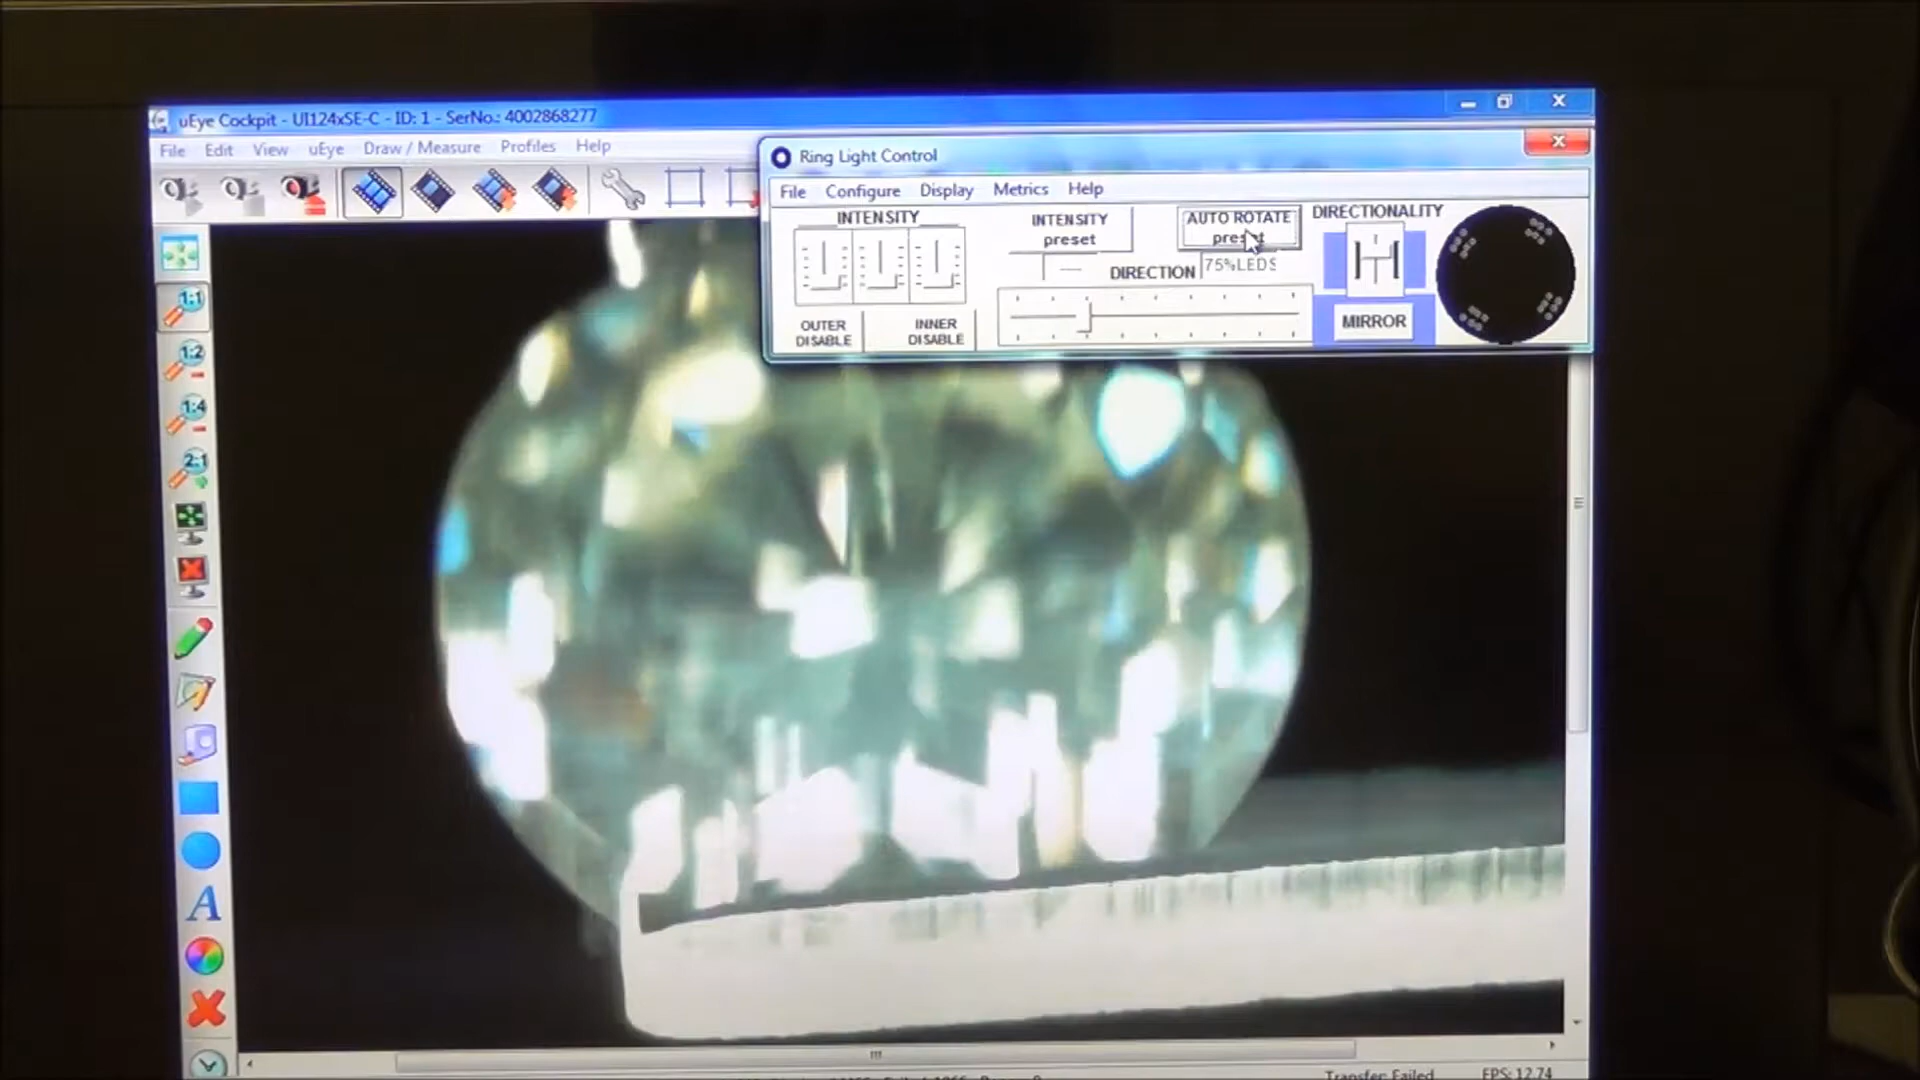 uEye Cockpit - UI124xSE-C - ID: 1 - SerNo.: 4002868277
File Edit View uEye Draw / Measure Profiles Help
Ring Light Control
File Configure Display Metrics Help
INTENSITY
INTENSITY
preset
AUTO ROTATE
preset
DIRECTIONALITY
DIRECTION
75%LEDS
OUTER
DISABLE
INNER
DISABLE
MIRROR
1:1
1:2
1:4
2:1
A
Transfer: Failed
FPS: 12.74